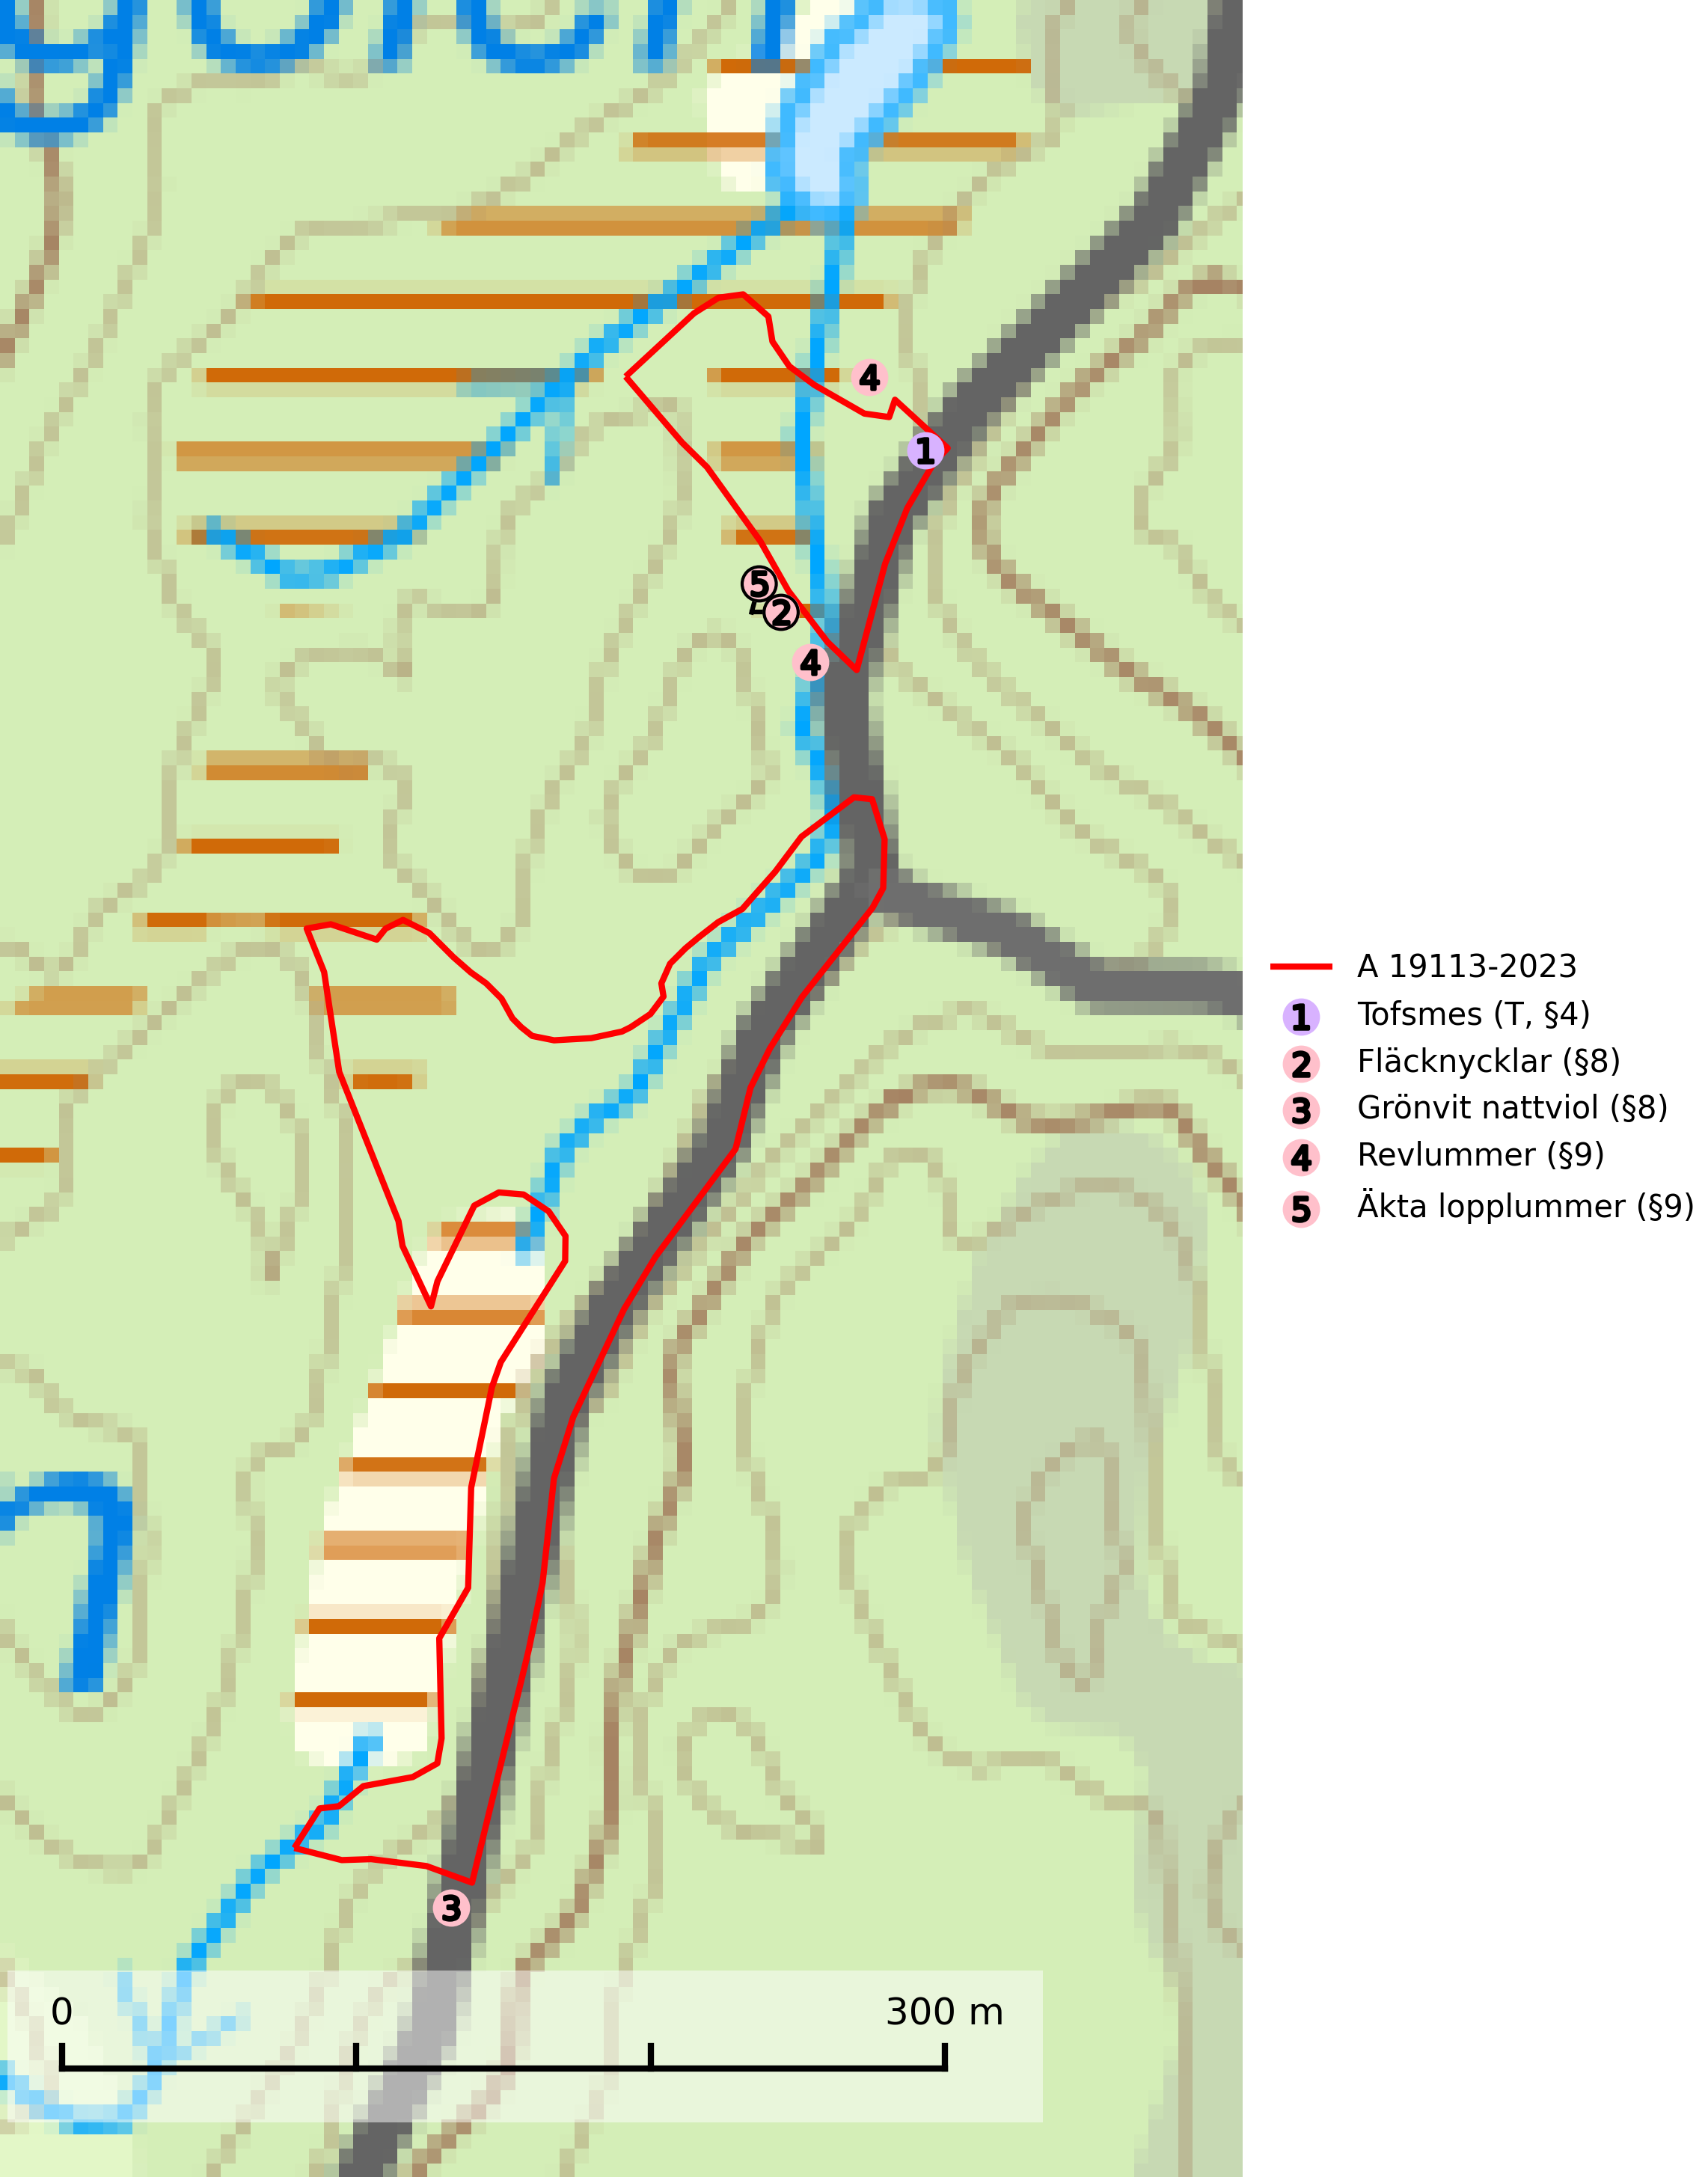 4
1
5
2
4
3
0 300 m
A 19113-2023
1 Tofsmes (T, §4)
2 Fläcknycklar (§8)
3 Grönvit nattviol (§8)
4 Revlummer (§9)
5 Äkta lopplummer (§9)